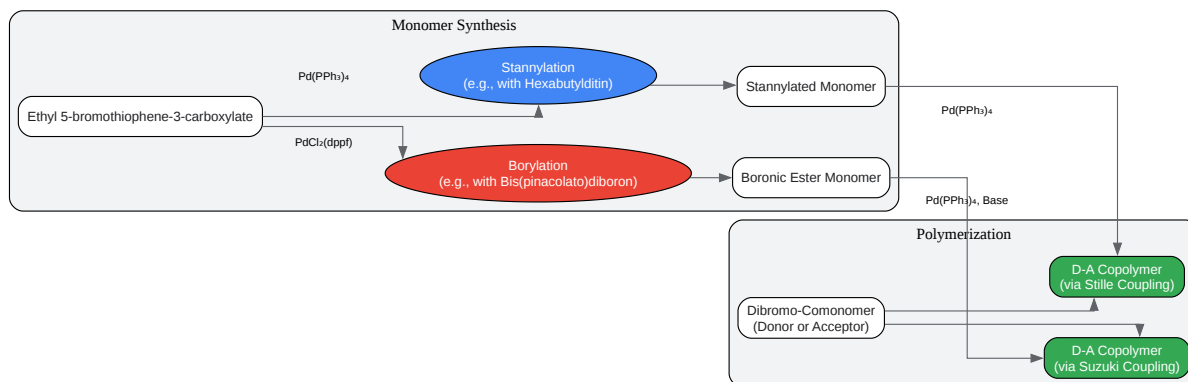 Monomer Synthesis
Pd(PPh₃)₄
Stannylation
(e.g., with Hexabutylditin)
Stannylated Monomer
Ethyl 5-bromothiophene-3-carboxylate
Pd(PPh₃)₄
PdCl₂(dppf)
Borylation
(e.g., with Bis(pinacolato)diboron)
Boronic Ester Monomer
Pd(PPh₃)₄, Base
Polymerization
D-A Copolymer
(via Stille Coupling)
Dibromo-Comonomer
(Donor or Acceptor)
D-A Copolymer
(via Suzuki Coupling)